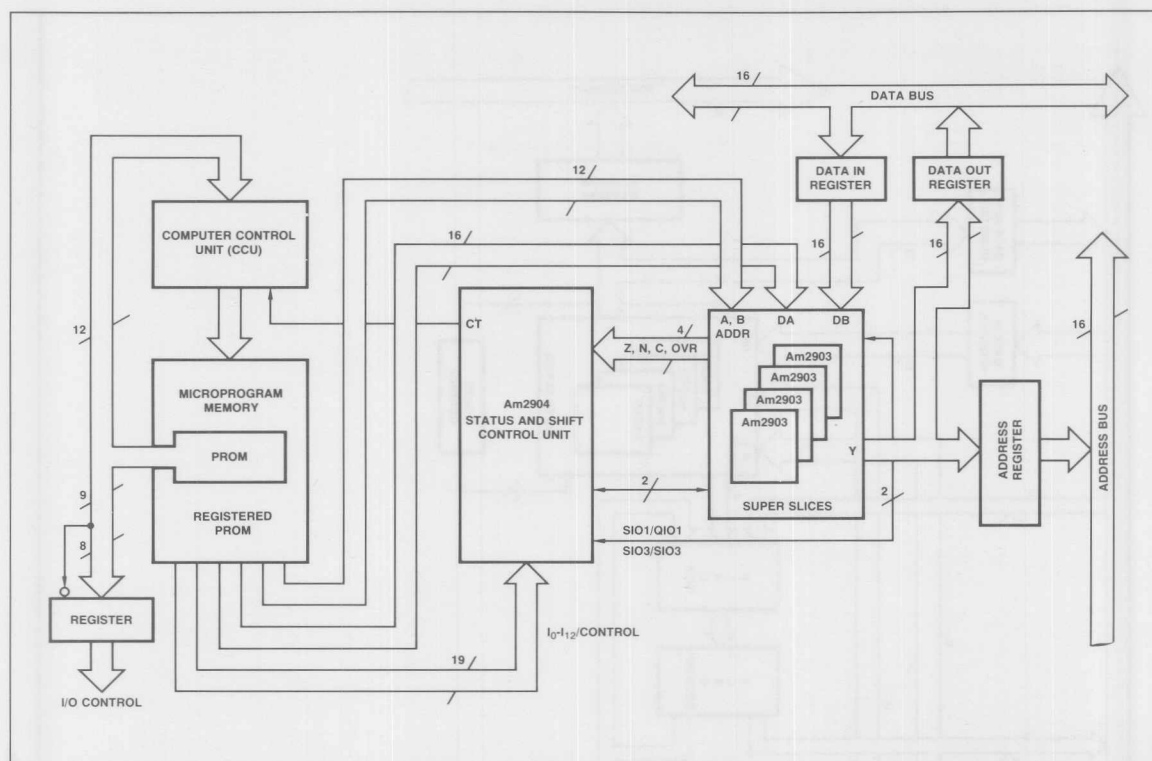 16
DATA BUS
DATA IN
REGISTER
DATA OUT
REGISTER
12
COMPUTER CONTROL
UNIT (CCU)
16
16
16
CT
A, B
ADDR
DA
DB
4
Z, N, C, OVR
12
16
MICROPROGRAM
MEMORY
Am2904
STATUS AND SHIFT
CONTROL UNIT
Am2903
Am2903
Am2903
Am2903
PROM
Y
ADDRESS
REGISTER
ADDRESS BUS
9
2
2
REGISTERED
PROM
SUPER SLICES
8
SIO1/QIO1
SIO3/SIO3
REGISTER
I0-I12/CONTROL
19
I/O CONTROL